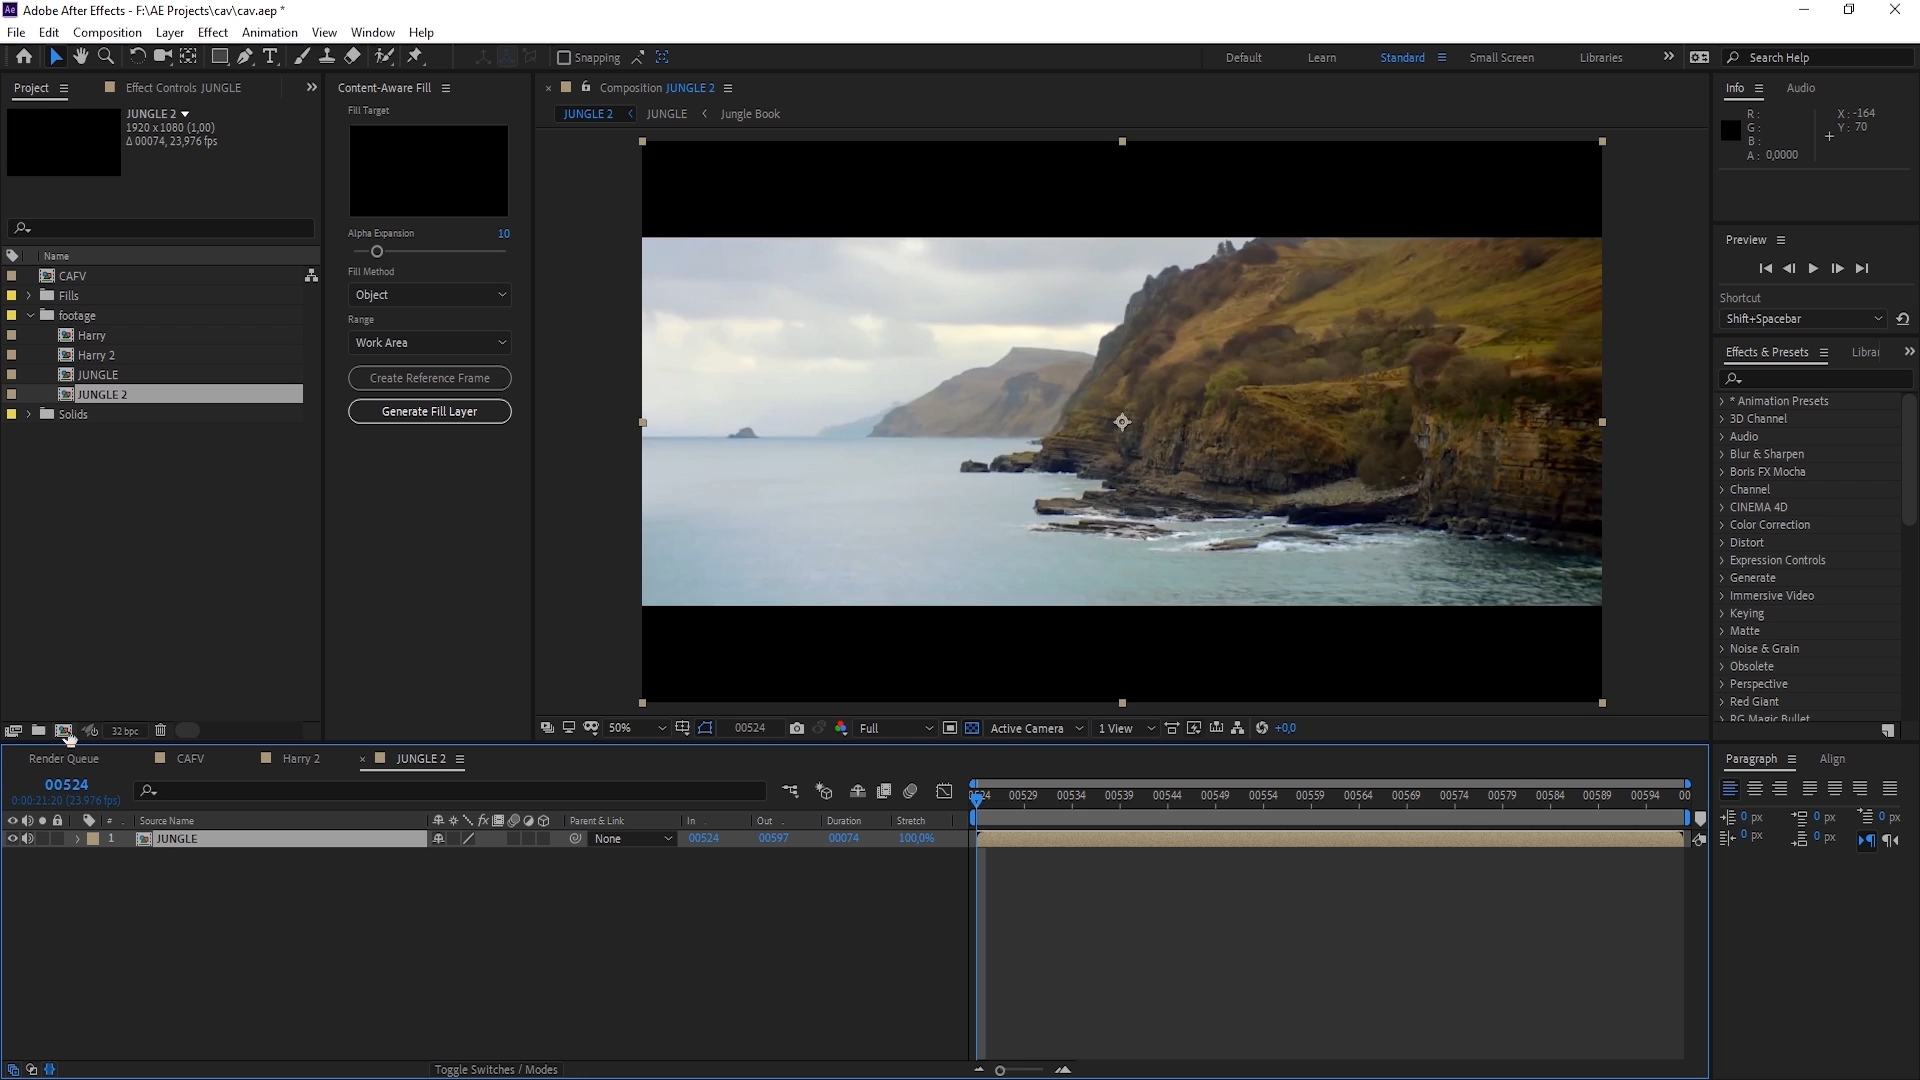 Ae Adobe After Effects - F:\AE Projects\cav\cav.aep *
File Edit Composition Layer Effect Animation View Window Help
Snapping
Default Learn Standard Small Screen Libraries Search Help
Project Effect Controls JUNGLE
JUNGLE 2
1920 x 1080 (1,00)
Δ 00074, 23,976 fps
Name
CAFV
Fills
footage
Harry
Harry 2
JUNGLE
JUNGLE 2
Solids
32 bpc
Content-Aware Fill
Fill Target
Alpha Expansion 10
Fill Method
Object
Range
Work Area
Create Reference Frame
Generate Fill Layer
Composition JUNGLE 2
JUNGLE 2 JUNGLE Jungle Book
50% 00524 Full Active Camera 1 View +0,0
Info Audio
R: X: -164
G: Y: 70
B:
A: 0,0000
Preview
Shortcut
Shift+Spacebar
Effects & Presets Librai
* Animation Presets
3D Channel
Audio
Blur & Sharpen
Boris FX Mocha
Channel
CINEMA 4D
Color Correction
Distort
Expression Controls
Generate
Immersive Video
Keying
Matte
Noise & Grain
Obsolete
Perspective
Red Giant
RG Magic Bullet
Render Queue CAFV Harry 2 JUNGLE 2
00524
0:00:21:20 (23.976 fps)
00529 00534 00539 00544 00549 00554 00559 00564 00569 00574 00579 00584 00589 00594 00
# Source Name Parent & Link In Out Duration Stretch
1 JUNGLE None 00524 00597 00074 100,0%
Toggle Switches / Modes
Paragraph Align
0 px 0 px 0 px
0 px 0 px